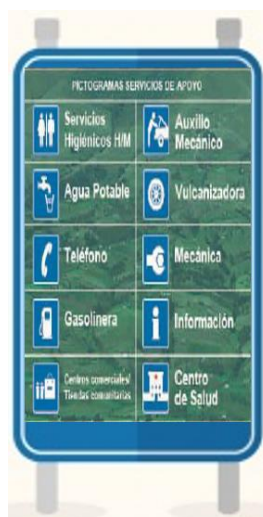 PICTOGRAMAS SERVICIOS DE APOYO
Servicios
Higiénicos H/M
Auxilio
Mecánico
Agua Potable
Vulcanizadora
Teléfono
Mecánica
Gasolinera
Información
Centros comerciales/
Tiendas comunitarias
Centro
de Salud